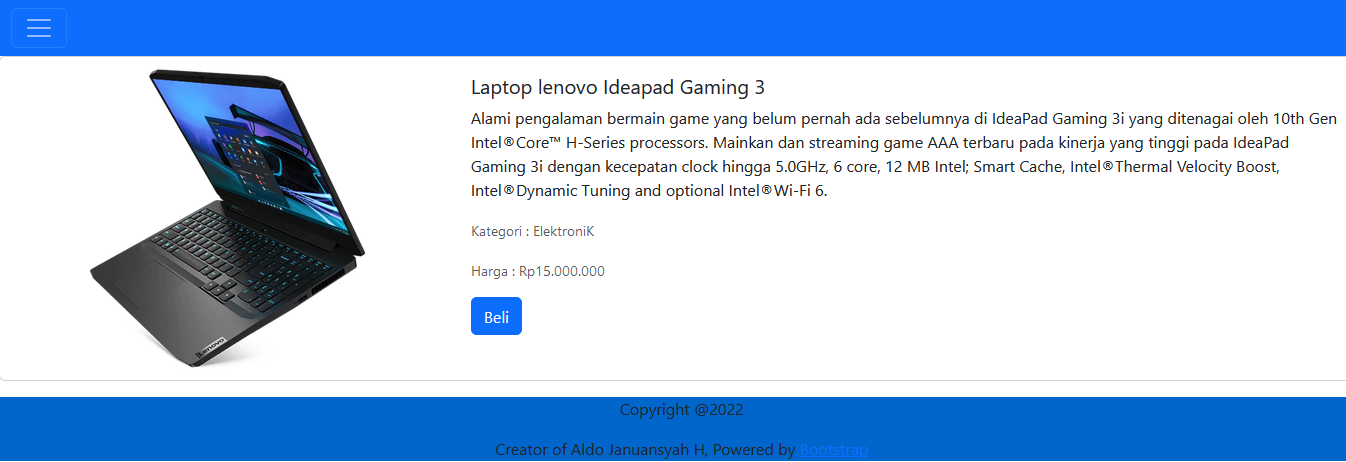 Laptop lenovo Ideapad Gaming 3
Alami pengalaman bermain game yang belum pernah ada sebelumnya di IdeaPad Gaming 3i yang ditenagai oleh 10th Gen
Intel®Core™ H-Series processors. Mainkan dan streaming game AAA terbaru pada kinerja yang tinggi pada IdeaPad
Gaming 3i dengan kecepatan clock hingga 5.0GHz, 6 core, 12 MB Intel; Smart Cache, Intel®Thermal Velocity Boost,
Intel®Dynamic Tuning and optional Intel®Wi-Fi 6.
Kategori : ElektroniK
Harga : Rp15.000.000
Beli
Lenovo
Copyright @2022
Creator of Aldo Januansyah H, Powered by Bootstrap